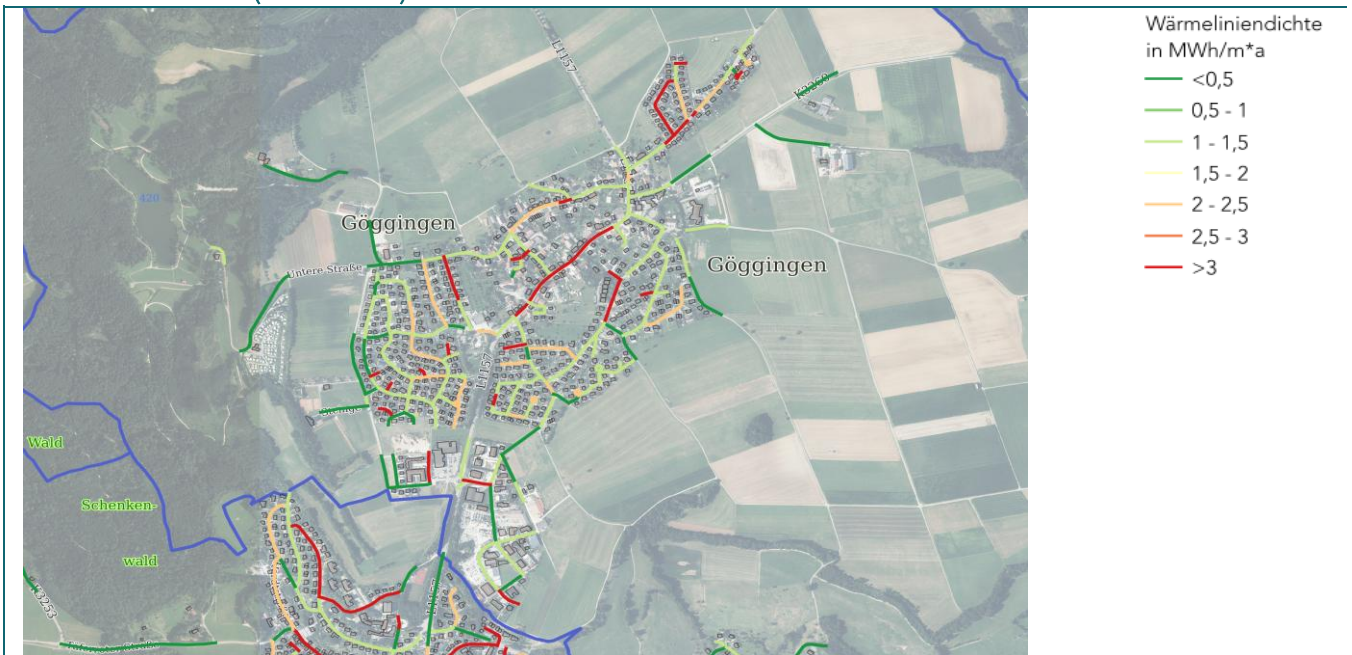 Wärmeliniendichte
in MWh/m*a
<0,5
0,5 - 1
1 - 1,5
1,5 - 2
2 - 2,5
2,5 - 3
>3
L1157
420
Göggingen
Untere Straße
Göggingen
L1157
Wald
Schenken-
wald
K3253